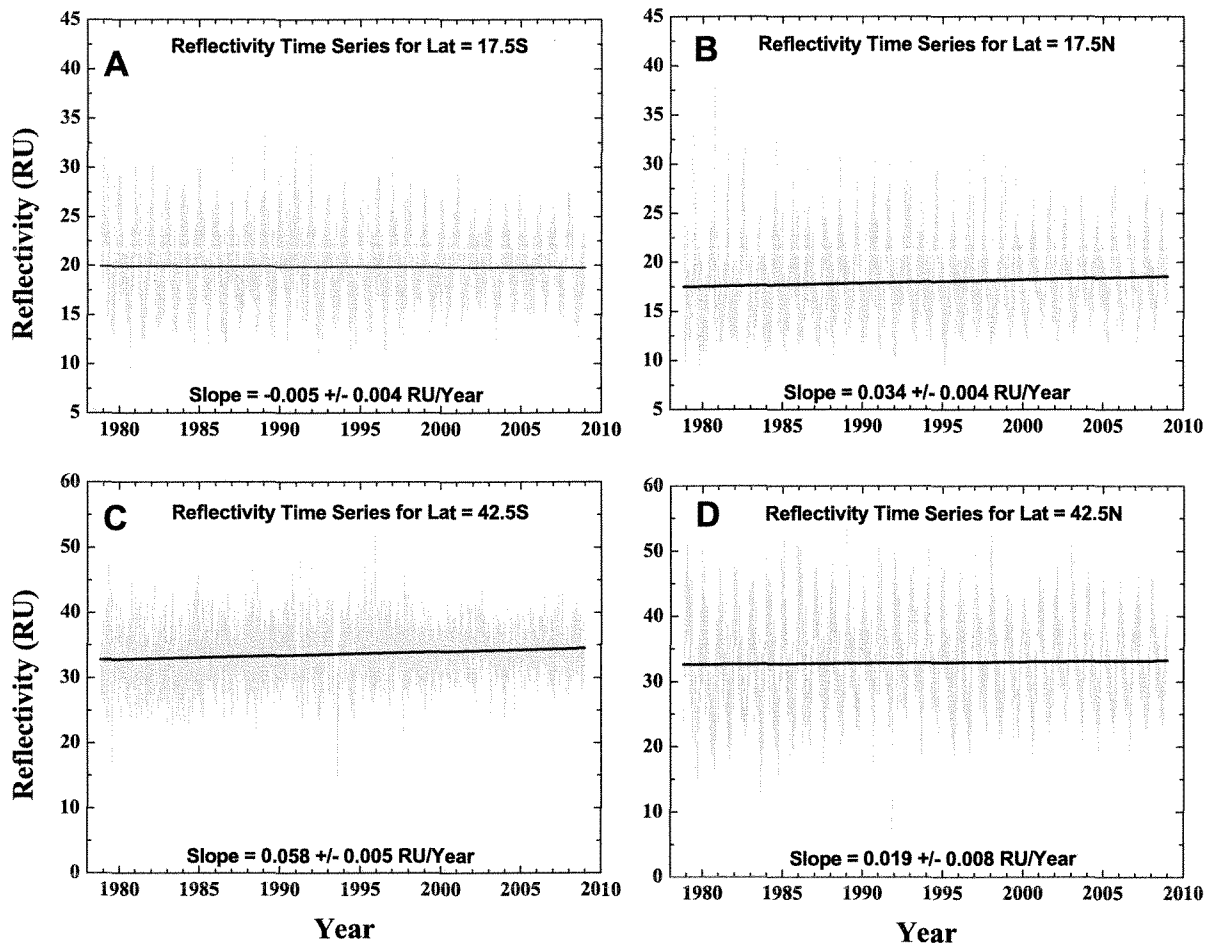 A
Reflectivity Time Series for Lat = 17.5S
Reflectivity (RU)
45
40
35
30
25
20
15
10
5
Slope = -0.005 +/- 0.004 RU/Year
1980 1985 1990 1995 2000 2005 2010
B
Reflectivity Time Series for Lat = 17.5N
45
40
35
30
25
20
15
10
5
Slope = 0.034 +/- 0.004 RU/Year
1980 1985 1990 1995 2000 2005 2010
C
Reflectivity Time Series for Lat = 42.5S
Reflectivity (RU)
60
50
40
30
20
10
0
Slope = 0.058 +/- 0.005 RU/Year
1980 1985 1990 1995 2000 2005 2010
Year
D
Reflectivity Time Series for Lat = 42.5N
60
50
40
30
20
10
0
Slope = 0.019 +/- 0.008 RU/Year
1980 1985 1990 1995 2000 2005 2010
Year